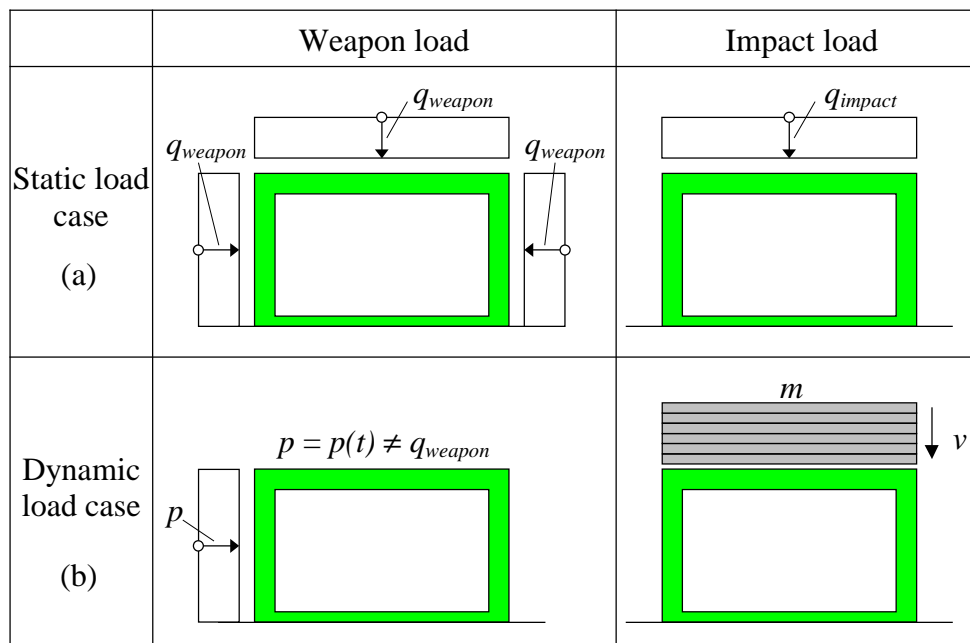 Weapon load
Impact load
Static load
case
(a)
q_weapon
q_weapon
q_weapon
q_impact
Dynamic
load case
(b)
p = p(t) ≠ q_weapon
p
m
v